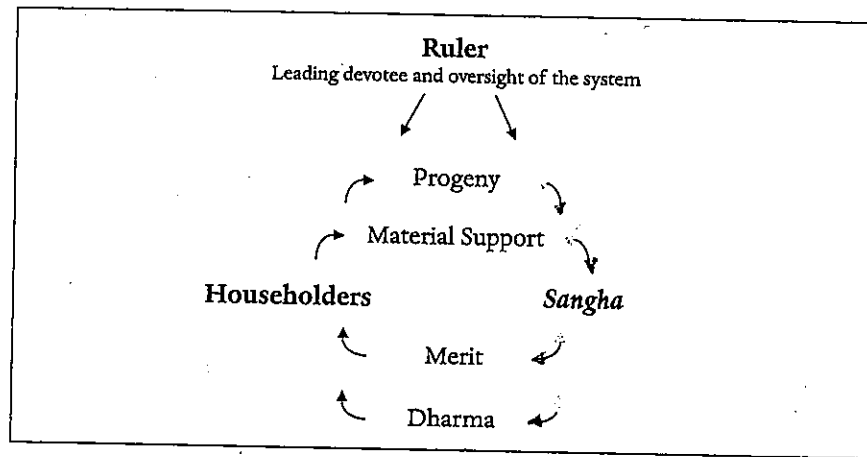 Ruler
Leading devotee and oversight of the system
Progeny
Material Support
Householders Sangha
Merit
Dharma